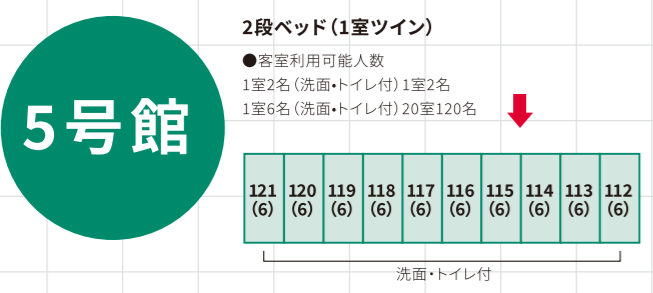 5号館
2段ベッド（1室ツイン）
●客室利用可能人数
1室2名（洗面・トイレ付）1室2名
1室6名（洗面・トイレ付）20室120名
121 120 119 118 117 116 115 114 113 112
(6) (6) (6) (6) (6) (6) (6) (6) (6) (6)
洗面・トイレ付